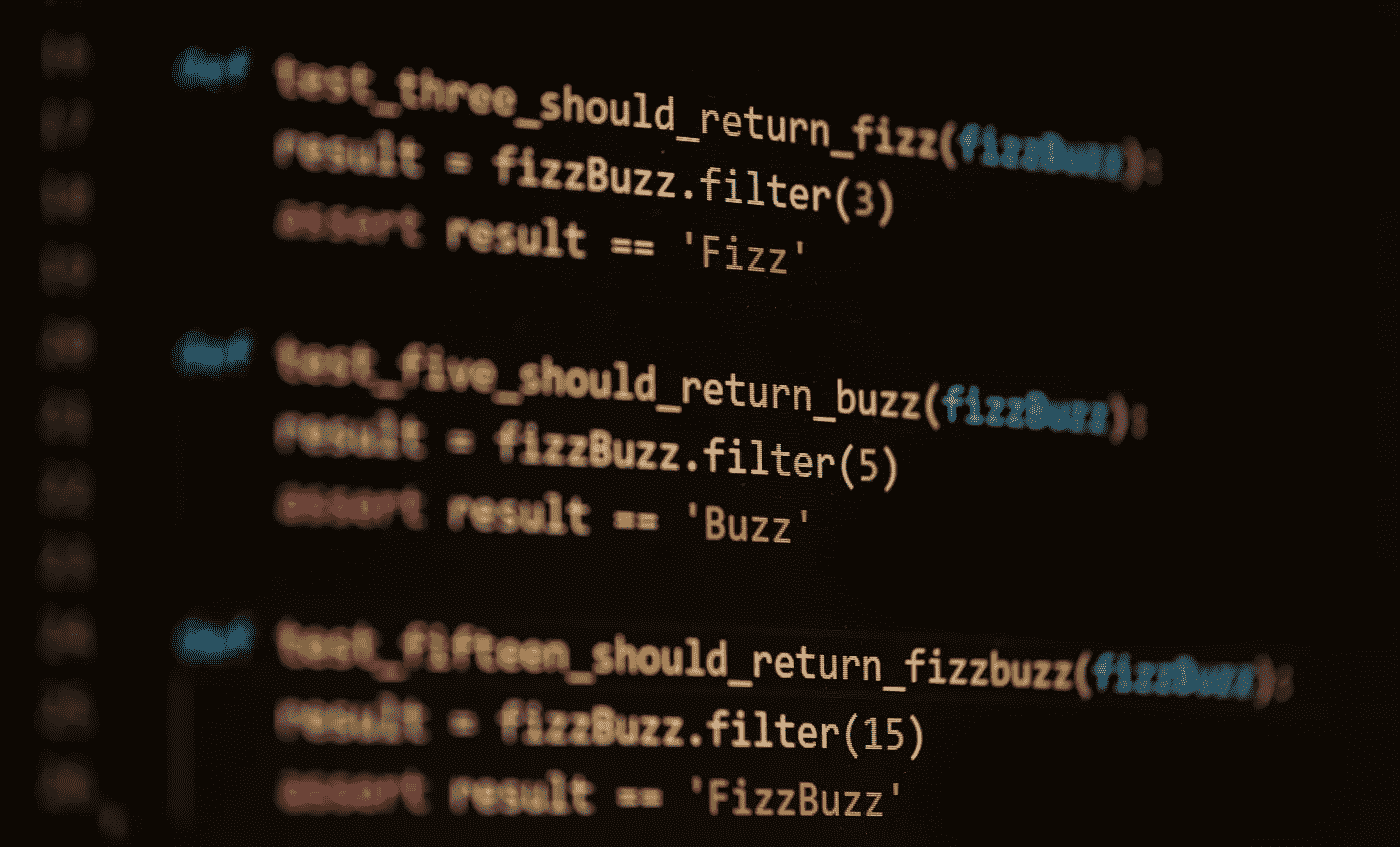 def test_three_should_return_fizz(fizzBuzz):
result = fizzBuzz.filter(3)
assert result == 'Fizz'
def test_five_should_return_buzz(fizzBuzz):
result = fizzBuzz.filter(5)
assert result == 'Buzz'
def test_fifteen_should_return_fizzbuzz(fizzBuzz):
result = fizzBuzz.filter(15)
assert result == 'FizzBuzz'